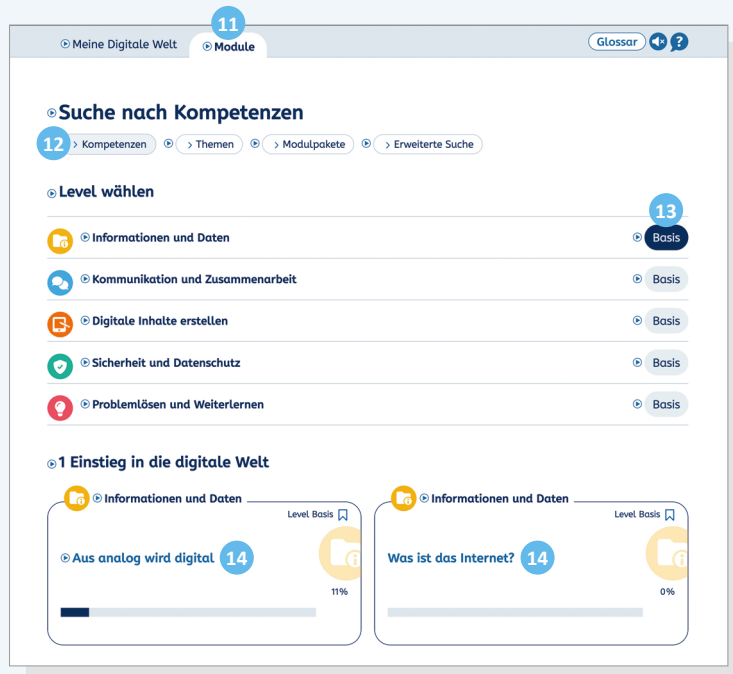 11
Meine Digitale Welt
Module
Glossar
?
Suche nach Kompetenzen
12
> Kompetenzen
> Themen
> Modulpakete
> Erweiterte Suche
Level wählen
13
Informationen und Daten
Basis
Kommunikation und Zusammenarbeit
Basis
Digitale Inhalte erstellen
Basis
Sicherheit und Datenschutz
Basis
Problemlösen und Weiterlernen
Basis
1 Einstieg in die digitale Welt
Informationen und Daten
Level Basis
Aus analog wird digital 14
11%
Informationen und Daten
Level Basis
Was ist das Internet? 14
0%